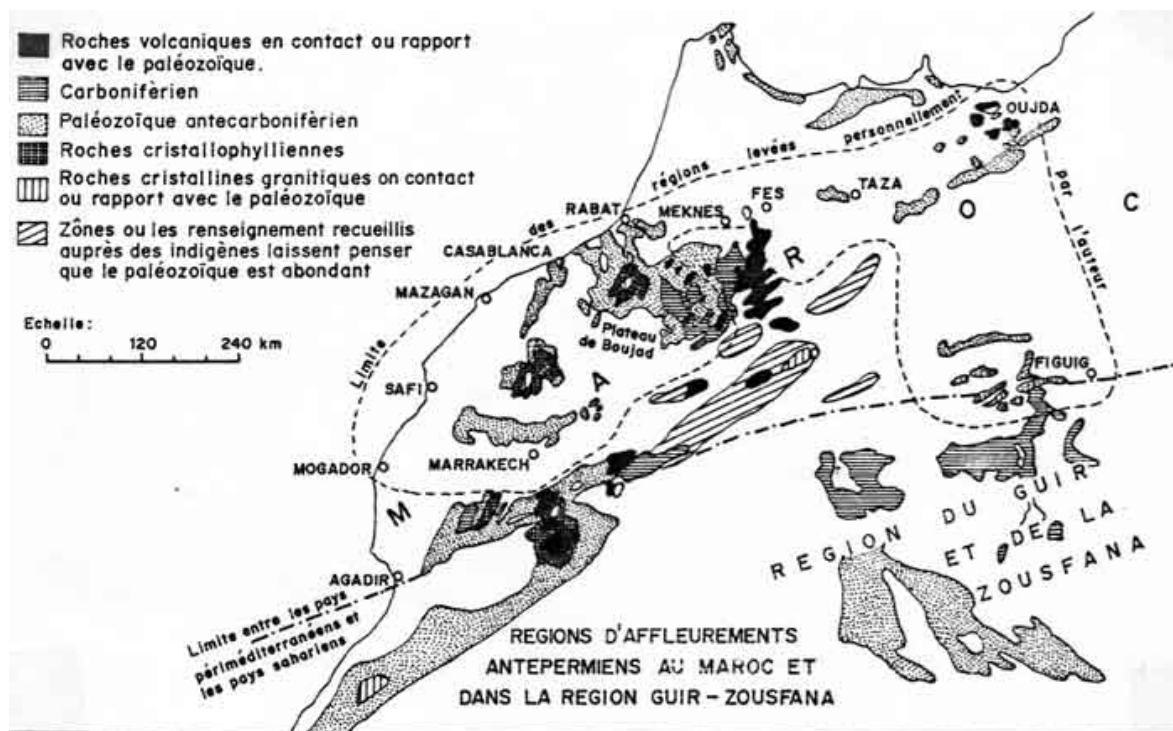 Roches volcaniques en contact ou rapport
avec le paléozoïque.
Carbonifèrien
Paléozoïque antecarbonifèrien
Roches cristallophylliennes
Roches cristallines granitiques on contact
ou rapport avec le paléozoïque
Zônes ou les renseignement recueillis
auprès des indigènes laissent penser
que le paléozoïque est abondant
Echelle:
0 120 240 km
Limite des régions levées personnellement par l'auteur
OUJDA
TAZA
FES
MEKNES
RABAT
CASABLANCA
MAZAGAN
SAFI
MOGADOR
MARRAKECH
AGADIR
FIGUIG
Plateau
de Boujad
M A R O C
REGION DU GUIR
ET DE LA
ZOUSFANA
Limite entre les pays
périméditerranéens et
les pays sahariens
REGIONS D'AFFLEUREMENTS
ANTEPERMIENS AU MAROC ET
DANS LA REGION GUIR-ZOUSFANA